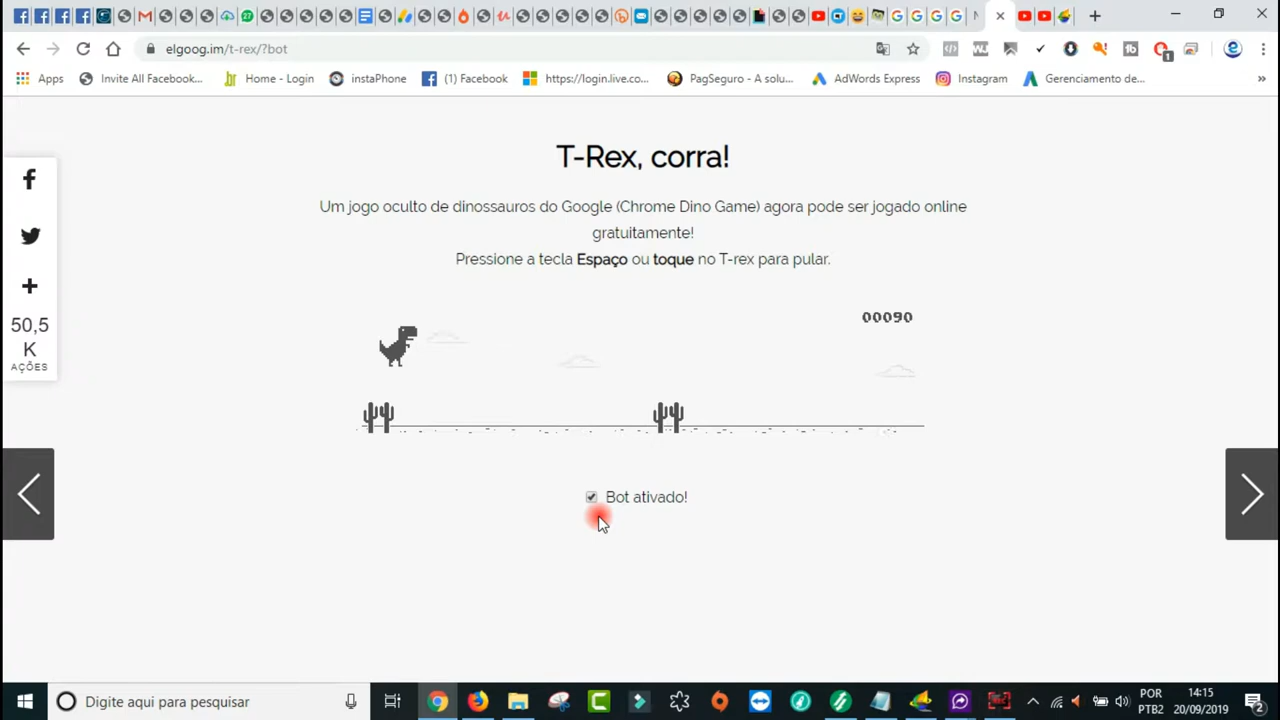 elgoog.im/t-rex/?bot
Apps
Invite All Facebook...
Home - Login
instaPhone
(1) Facebook
https://login.live.co...
PagSeguro - A solu...
AdWords Express
Instagram
Gerenciamento de...
»
T-Rex, corra!
Um jogo oculto de dinossauros do Google (Chrome Dino Game) agora pode ser jogado online
gratuitamente!
Pressione a tecla Espaço ou toque no T-rex para pular.
50,5
K
AÇÕES
00090
Bot ativado!
Digite aqui para pesquisar
POR
PTB2
14:15
20/09/2019
2